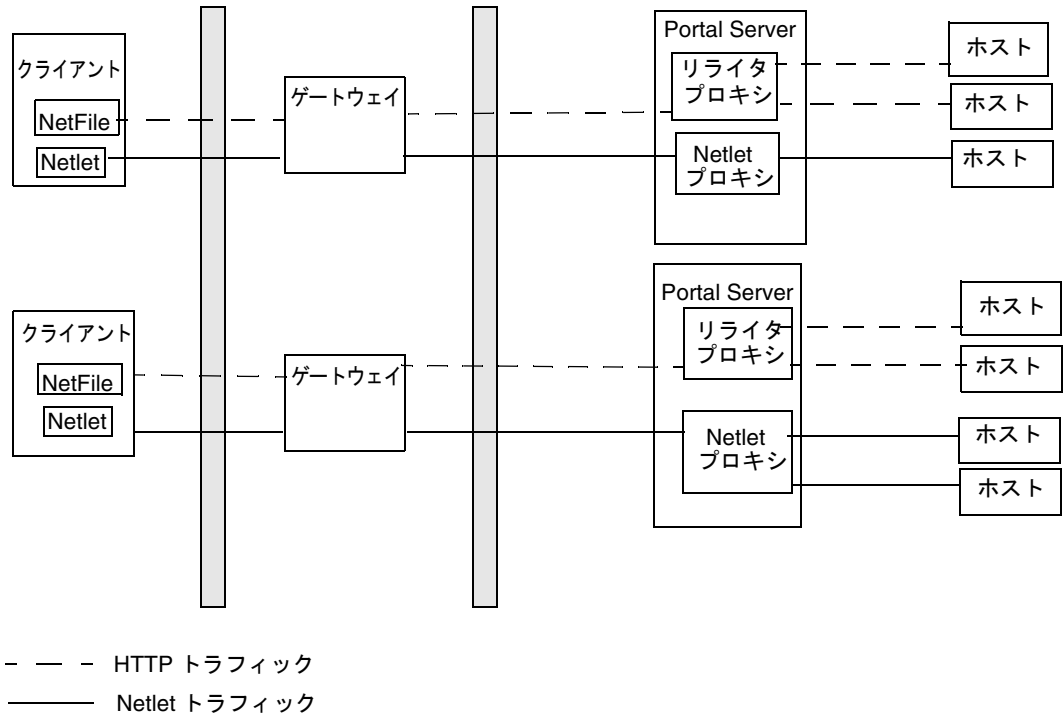 Portal Server
クライアント
NetFile
Netlet
ゲートウェイ
リライタ
プロキシ
Netlet
プロキシ
ホスト
ホスト
ホスト
Portal Server
クライアント
NetFile
Netlet
ゲートウェイ
リライタ
プロキシ
Netlet
プロキシ
ホスト
ホスト
ホスト
ホスト
HTTP トラフィック
Netlet トラフィック